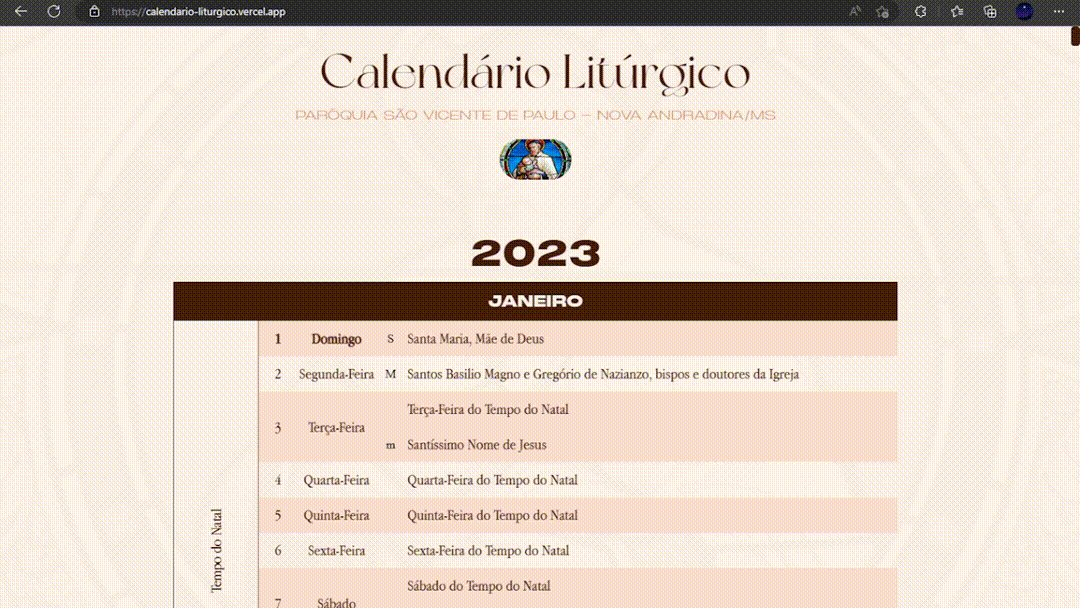 https://calendario-liturgico.vercel.app
Calendário Litúrgico
PARÓQUIA SÃO VICENTE DE PAULO – NOVA ANDRADINA/MS
2023
JANEIRO
Tempo do Natal
1 Domingo S Santa Maria, Mãe de Deus
2 Segunda-Feira M Santos Basilio Magno e Gregório de Nazianzo, bispos e doutores da Igreja
3 Terça-Feira Terça-Feira do Tempo do Natal
m Santíssimo Nome de Jesus
4 Quarta-Feira Quarta-Feira do Tempo do Natal
5 Quinta-Feira Quinta-Feira do Tempo do Natal
6 Sexta-Feira Sexta-Feira do Tempo do Natal
7 Sábado Sábado do Tempo do Natal